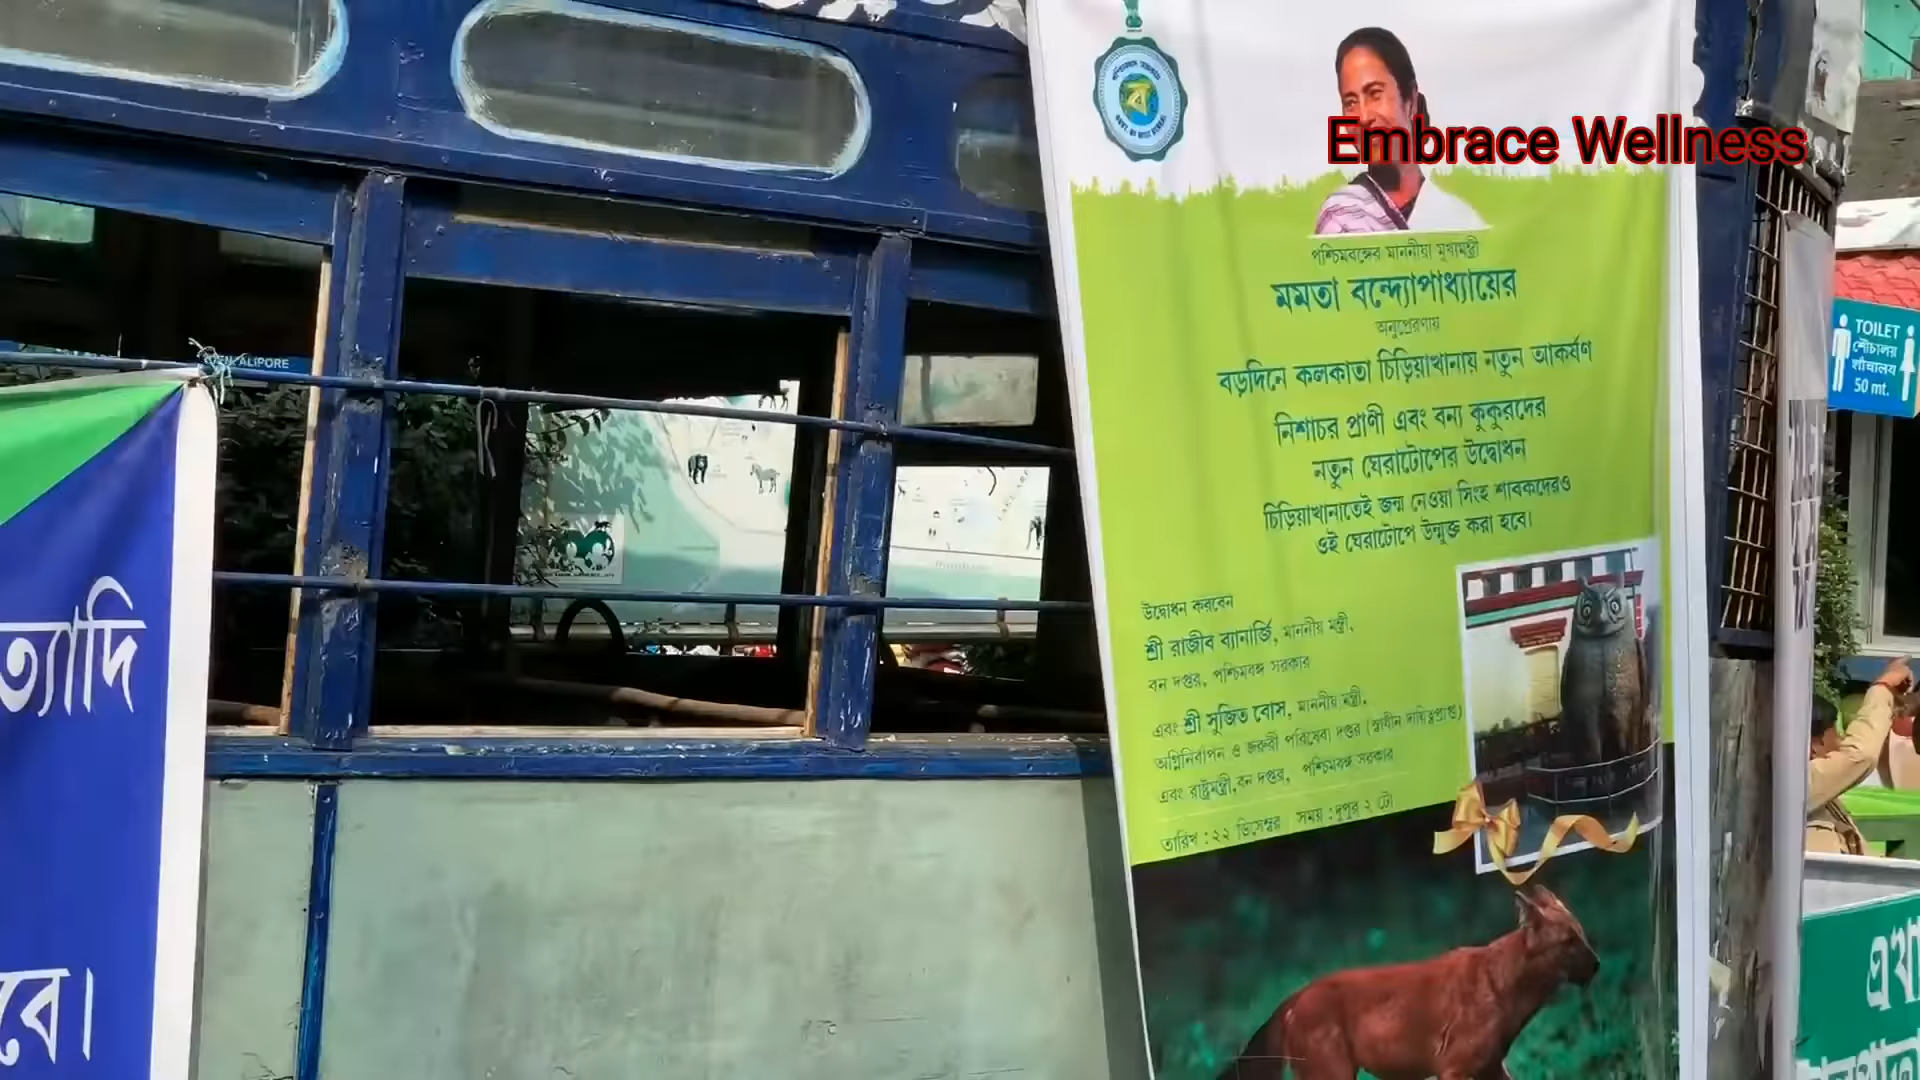 Embrace Wellness
পশ্চিমবঙ্গের মাননীয়া মুখ্যমন্ত্রী
মমতা বন্দ্যোপাধ্যায়ের
অনুপ্রেরণায়
বড়দিনে কলকাতা চিড়িয়াখানায় নতুন আকর্ষণ
নিশাচর প্রাণী এবং বন্য কুকুরদের
নতুন ঘেরাটোপের উদ্বোধন
চিড়িয়াখানাতেই জন্ম নেওয়া সিংহ শাবকদেরও
ওই ঘেরাটোপে উন্মুক্ত করা হবে।
উদ্বোধন করবেন
শ্রী রাজীব ব্যানার্জি, মাননীয় মন্ত্রী,
বন দপ্তর, পশ্চিমবঙ্গ সরকার
এবং শ্রী সুজিত বোস, মাননীয় মন্ত্রী,
অগ্নিনির্বাপন ও জরুরী পরিষেবা দপ্তর (স্বাধীন দায়িত্বপ্রাপ্ত)
এবং রাষ্ট্রমন্ত্রী,বন দপ্তর, পশ্চিমবঙ্গ সরকার
তারিখ : ২২ ডিসেম্বর সময় : দুপুর ২ টো
ALIPORE
ত্যাদি
বে।
TOILET
শৌচালয়
शौचालय
50 mt.
এখা